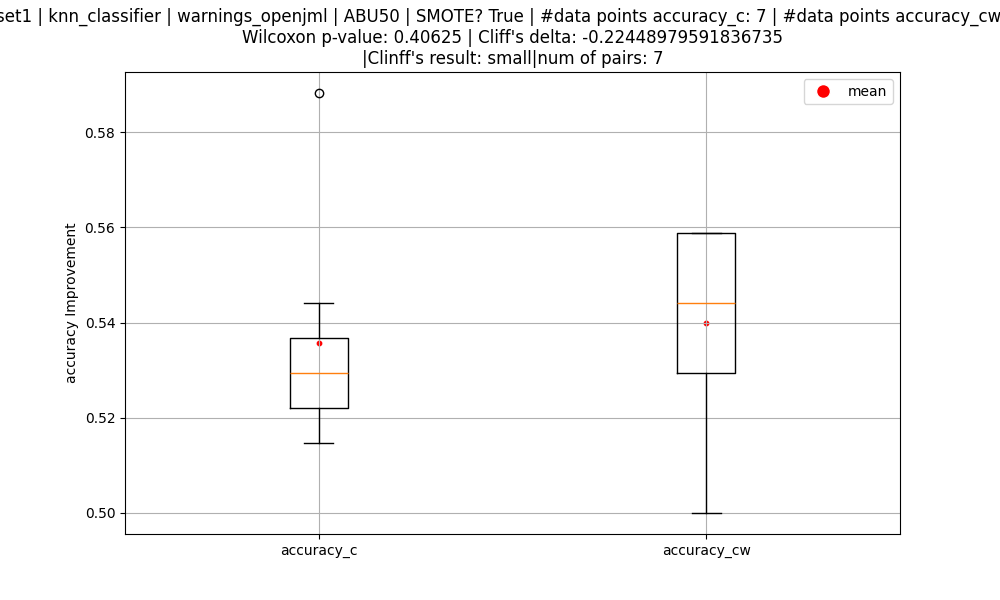 set1 | knn_classifier | warnings_openjml | ABU50 | SMOTE? True | #data points accuracy_c: 7 | #data points accuracy_cw
Wilcoxon p-value: 0.40625 | Cliff's delta: -0.22448979591836735
|Clinff's result: small|num of pairs: 7
mean
0.58
0.56
0.54
0.52
0.50
accuracy Improvement
accuracy_c
accuracy_cw